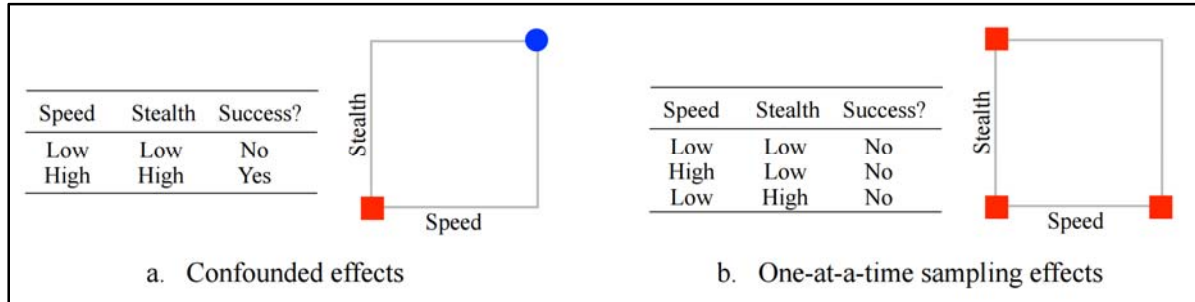 Speed Stealth Success?
Low Low No
High High Yes
Stealth
Speed
a. Confounded effects
Speed Stealth Success?
Low Low No
High Low No
Low High No
Stealth
Speed
b. One-at-a-time sampling effects